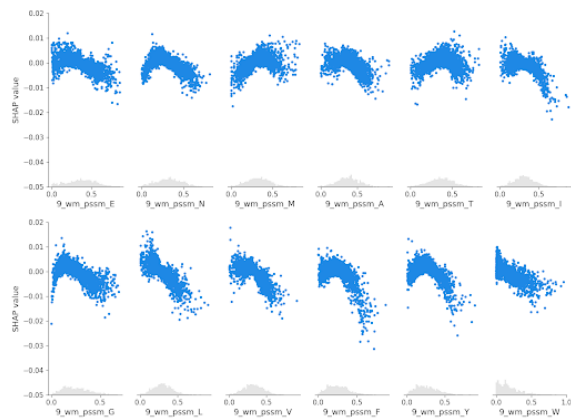 0.02
0.01
0.00
−0.01
−0.02
−0.03
−0.04
−0.05
SHAP value
0.0 0.5 0.0 0.5 0.0 0.5 0.0 0.5 0.0 0.5 0.0 0.5
9_wm_pssm_E 9_wm_pssm_N 9_wm_pssm_M 9_wm_pssm_A 9_wm_pssm_T 9_wm_pssm_I
0.02
0.01
0.00
−0.01
−0.02
−0.03
−0.04
−0.05
SHAP value
0.0 0.5 0.0 0.5 0.0 0.5 0.0 0.5 0.0 0.5 0.0 0.5 1.0
9_wm_pssm_G 9_wm_pssm_L 9_wm_pssm_V 9_wm_pssm_F 9_wm_pssm_Y 9_wm_pssm_W